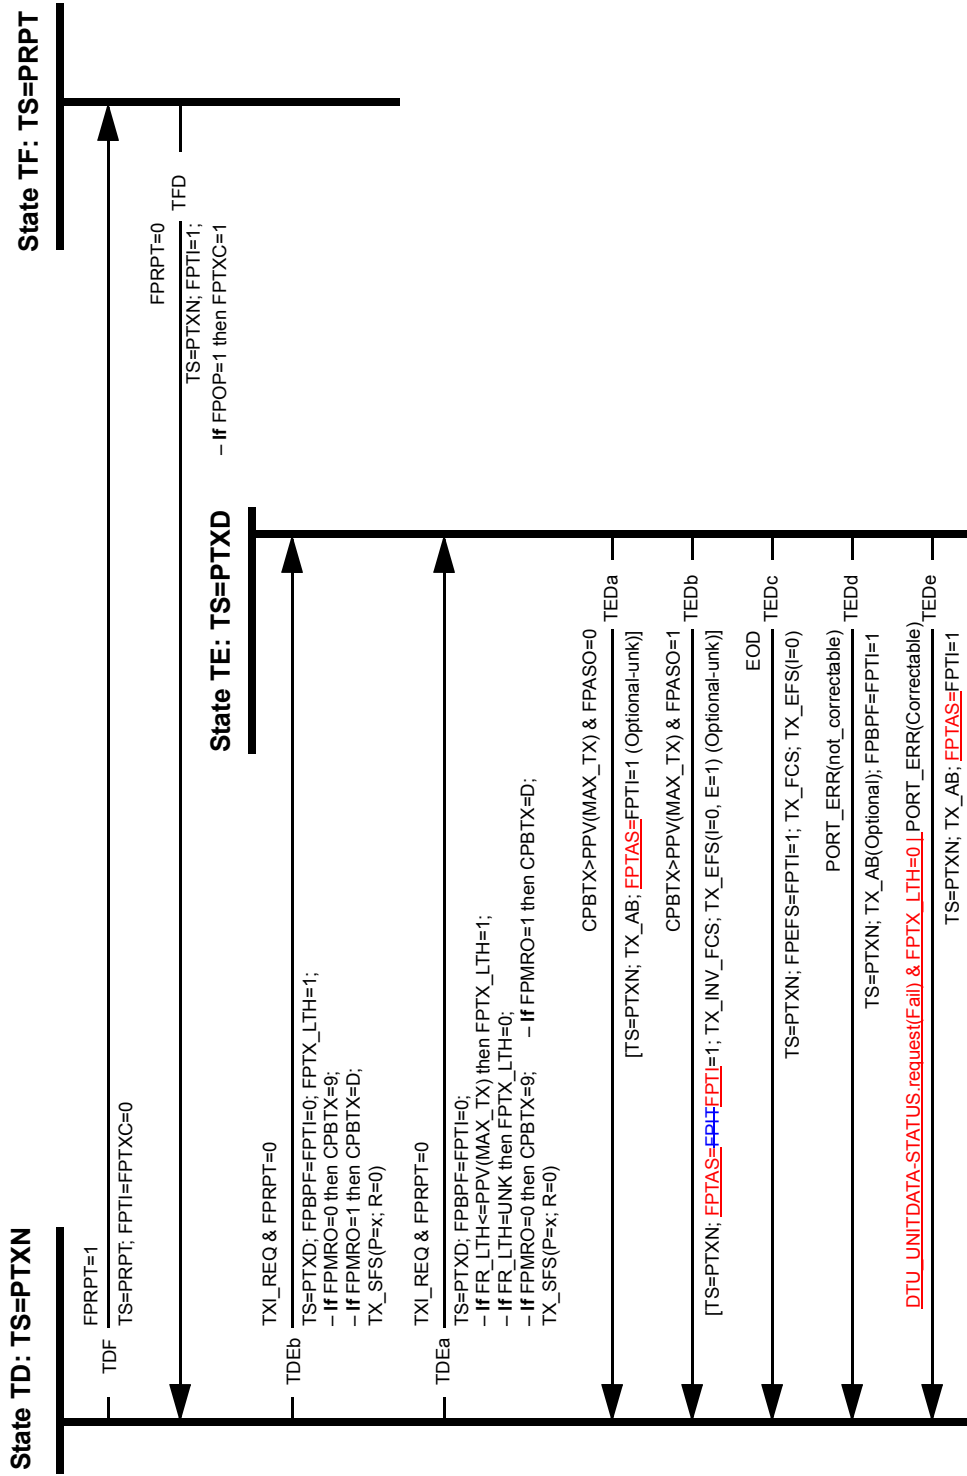 State TD: TS=PTXN
State TE: TS=PTXD
State TF: TS=PRPT
TDF
FPRPT=1
TS=PRPT; FPTI=FPTXC=0
FPRPT=0
TFD
TS=PTXN; FPTI=1;
– If FPOP=1 then FPTXC=1
TDEb
TXI_REQ & FPRPT=0
TS=PTXD; FPBPF=FPTI=0; FPTX_LTH=1;
– If FPMRO=0 then CPBTX=9;
– If FPMRO=1 then CPBTX=D;
TX_SFS(P=x; R=0)
TDEa
TXI_REQ & FPRPT=0
TS=PTXD; FPBPF=FPTI=0;
– If FR_LTH<=PPV(MAX_TX) then FPTX_LTH=1;
– If FR_LTH=UNK then FPTX_LTH=0;
– If FPMRO=0 then CPBTX=9; – If FPMRO=1 then CPBTX=D;
TX_SFS(P=x; R=0)
CPBTX>PPV(MAX_TX) & FPASO=0
TEDa
[TS=PTXN; TX_AB; FPTAS=FPTI=1 (Optional-unk)]
CPBTX>PPV(MAX_TX) & FPASO=1
TEDb
[TS=PTXN; FPTAS=FPITFPTI=1; TX_INV_FCS; TX_EFS(I=0, E=1) (Optional-unk)]
EOD
TEDc
TS=PTXN; FPEFS=FPTI=1; TX_FCS; TX_EFS(I=0)
PORT_ERR(not_correctable)
TEDd
TS=PTXN; TX_AB(Optional); FPBPF=FPTI=1
DTU_UNITDATA-STATUS.request(Fail) & FPTX_LTH=0 | PORT_ERR(Correctable)
TEDe
TS=PTXN; TX_AB; FPTAS=FPTI=1